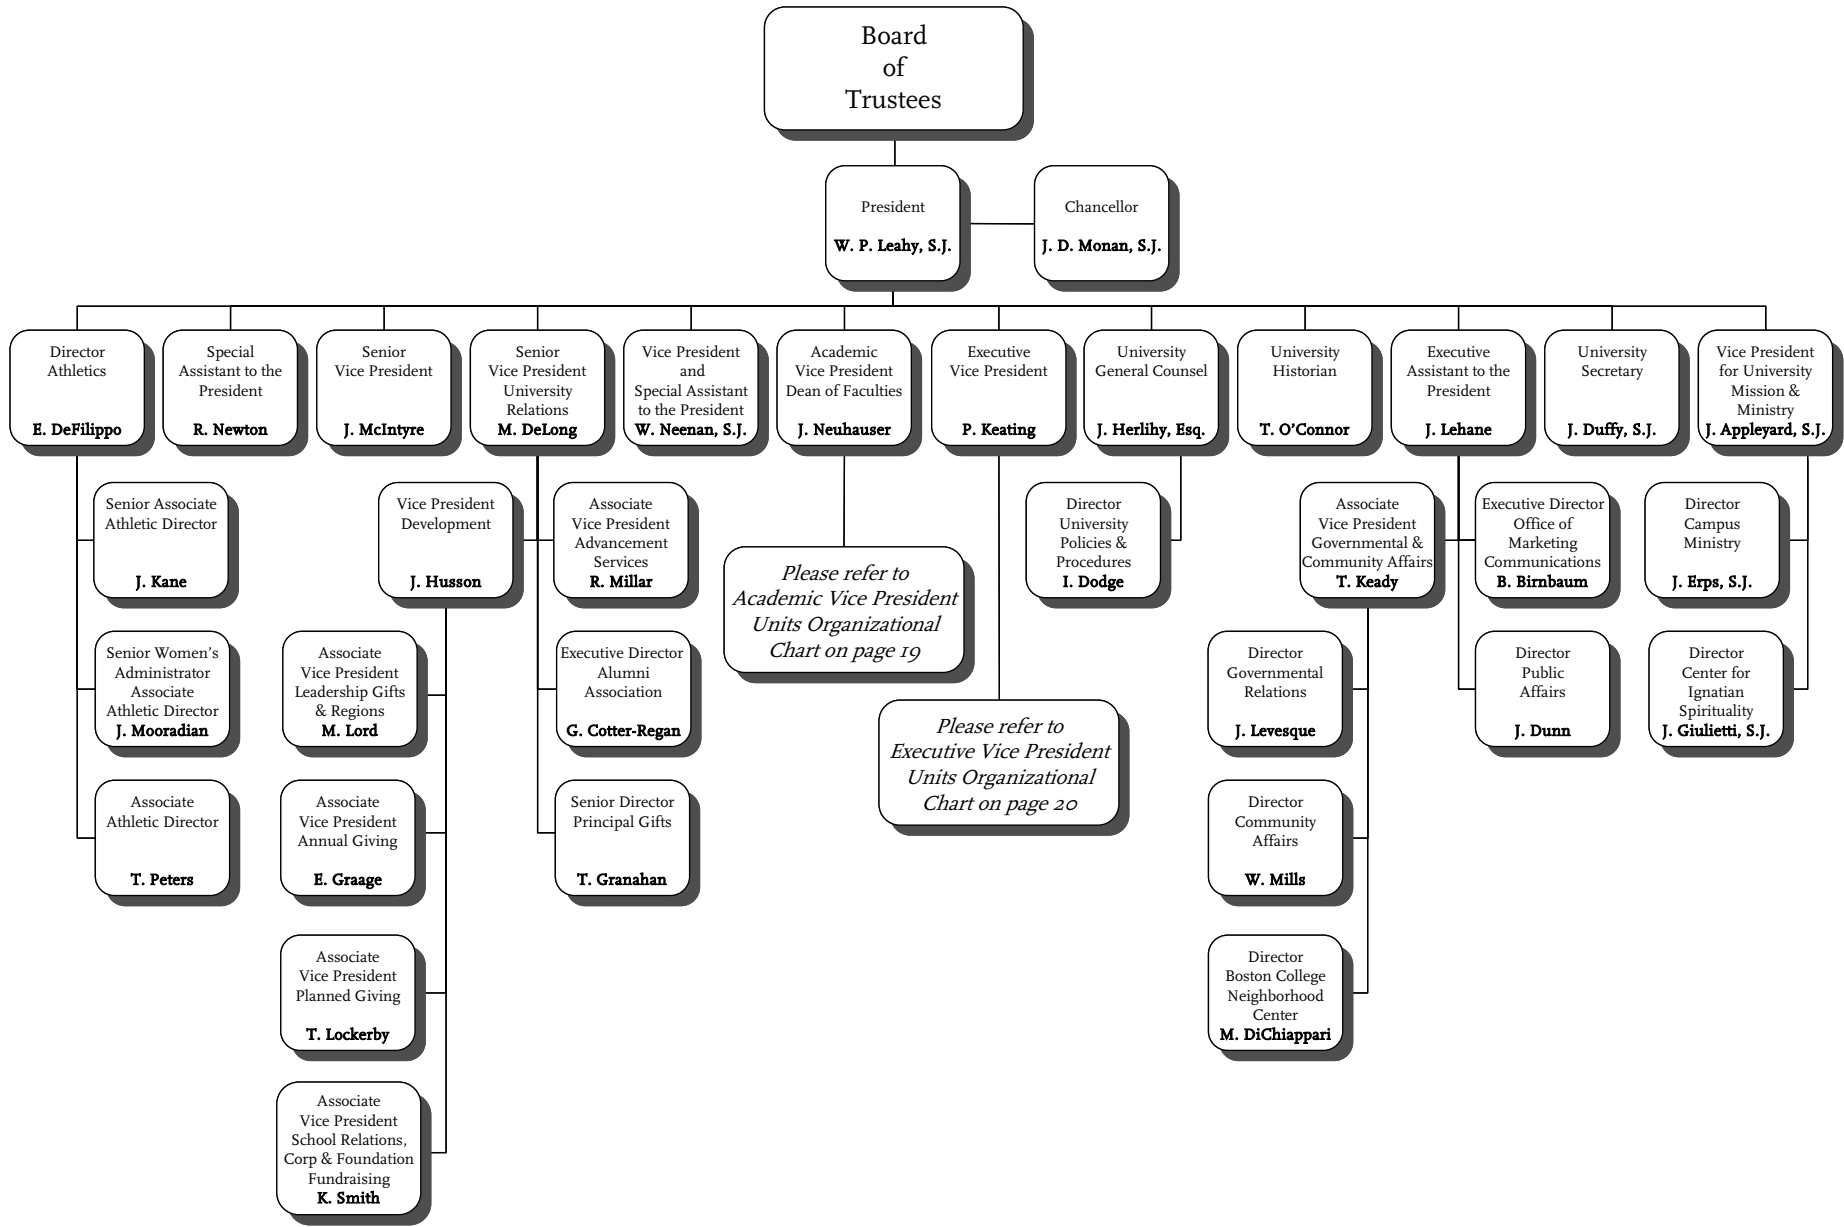 Board
of
Trustees
President
W. P. Leahy, S.J.
Chancellor
J. D. Monan, S.J.
Director
Athletics
E. DeFilippo
Special
Assistant to the
President
R. Newton
Senior
Vice President
J. McIntyre
Senior
Vice President
University
Relations
M. DeLong
Vice President
and
Special Assistant
to the President
W. Neenan, S.J.
Academic
Vice President
Dean of Faculties
J. Neuhauser
Executive
Vice President
P. Keating
University
General Counsel
J. Herlihy, Esq.
University
Historian
T. O’Connor
Executive
Assistant to the
President
J. Lehane
University
Secretary
J. Duffy, S.J.
Vice President
for University
Mission &
Ministry
J. Appleyard, S.J.
Senior Associate
Athletic Director
J. Kane
Vice President
Development
J. Husson
Associate
Vice President
Advancement
Services
R. Millar
Please refer to
Academic Vice President
Units Organizational
Chart on page 19
Director
University
Policies &
Procedures
I. Dodge
Associate
Vice President
Governmental &
Community Affairs
T. Keady
Executive Director
Office of
Marketing
Communications
B. Birnbaum
Director
Campus
Ministry
J. Erps, S.J.
Senior Women’s
Administrator
Associate
Athletic Director
J. Mooradian
Associate
Vice President
Leadership Gifts
& Regions
M. Lord
Executive Director
Alumni
Association
G. Cotter-Regan
Please refer to
Executive Vice President
Units Organizational
Chart on page 20
Director
Governmental
Relations
J. Levesque
Director
Public
Affairs
J. Dunn
Director
Center for
Ignatian
Spirituality
J. Giulietti, S.J.
Associate
Athletic Director
T. Peters
Associate
Vice President
Annual Giving
E. Graage
Senior Director
Principal Gifts
T. Granahan
Director
Community
Affairs
W. Mills
Associate
Vice President
Planned Giving
T. Lockerby
Director
Boston College
Neighborhood
Center
M. DiChiappari
Associate
Vice President
School Relations,
Corp & Foundation
Fundraising
K. Smith